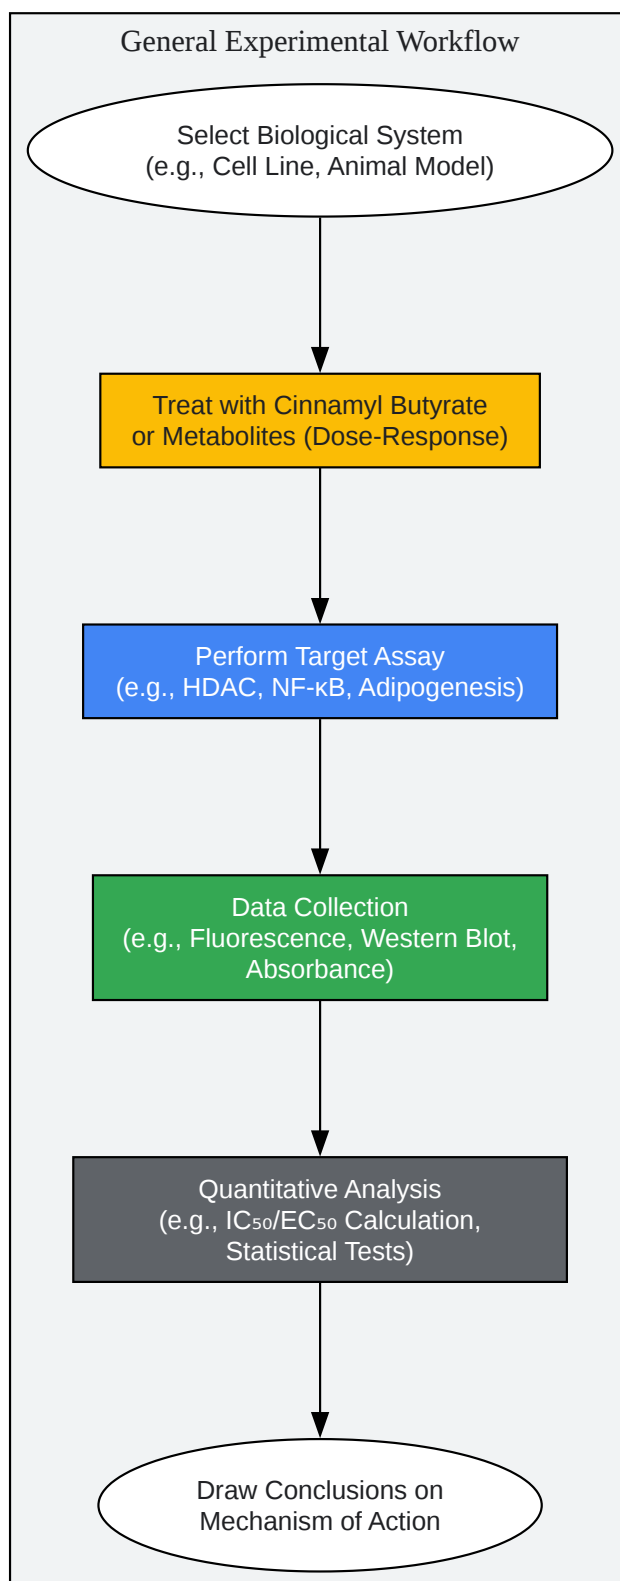 General Experimental Workflow
Select Biological System
(e.g., Cell Line, Animal Model)
Treat with Cinnamyl Butyrate
or Metabolites (Dose-Response)
Perform Target Assay
(e.g., HDAC, NF-κB, Adipogenesis)
Data Collection
(e.g., Fluorescence, Western Blot,
Absorbance)
Quantitative Analysis
(e.g., IC₅₀/EC₅₀ Calculation,
Statistical Tests)
Draw Conclusions on
Mechanism of Action